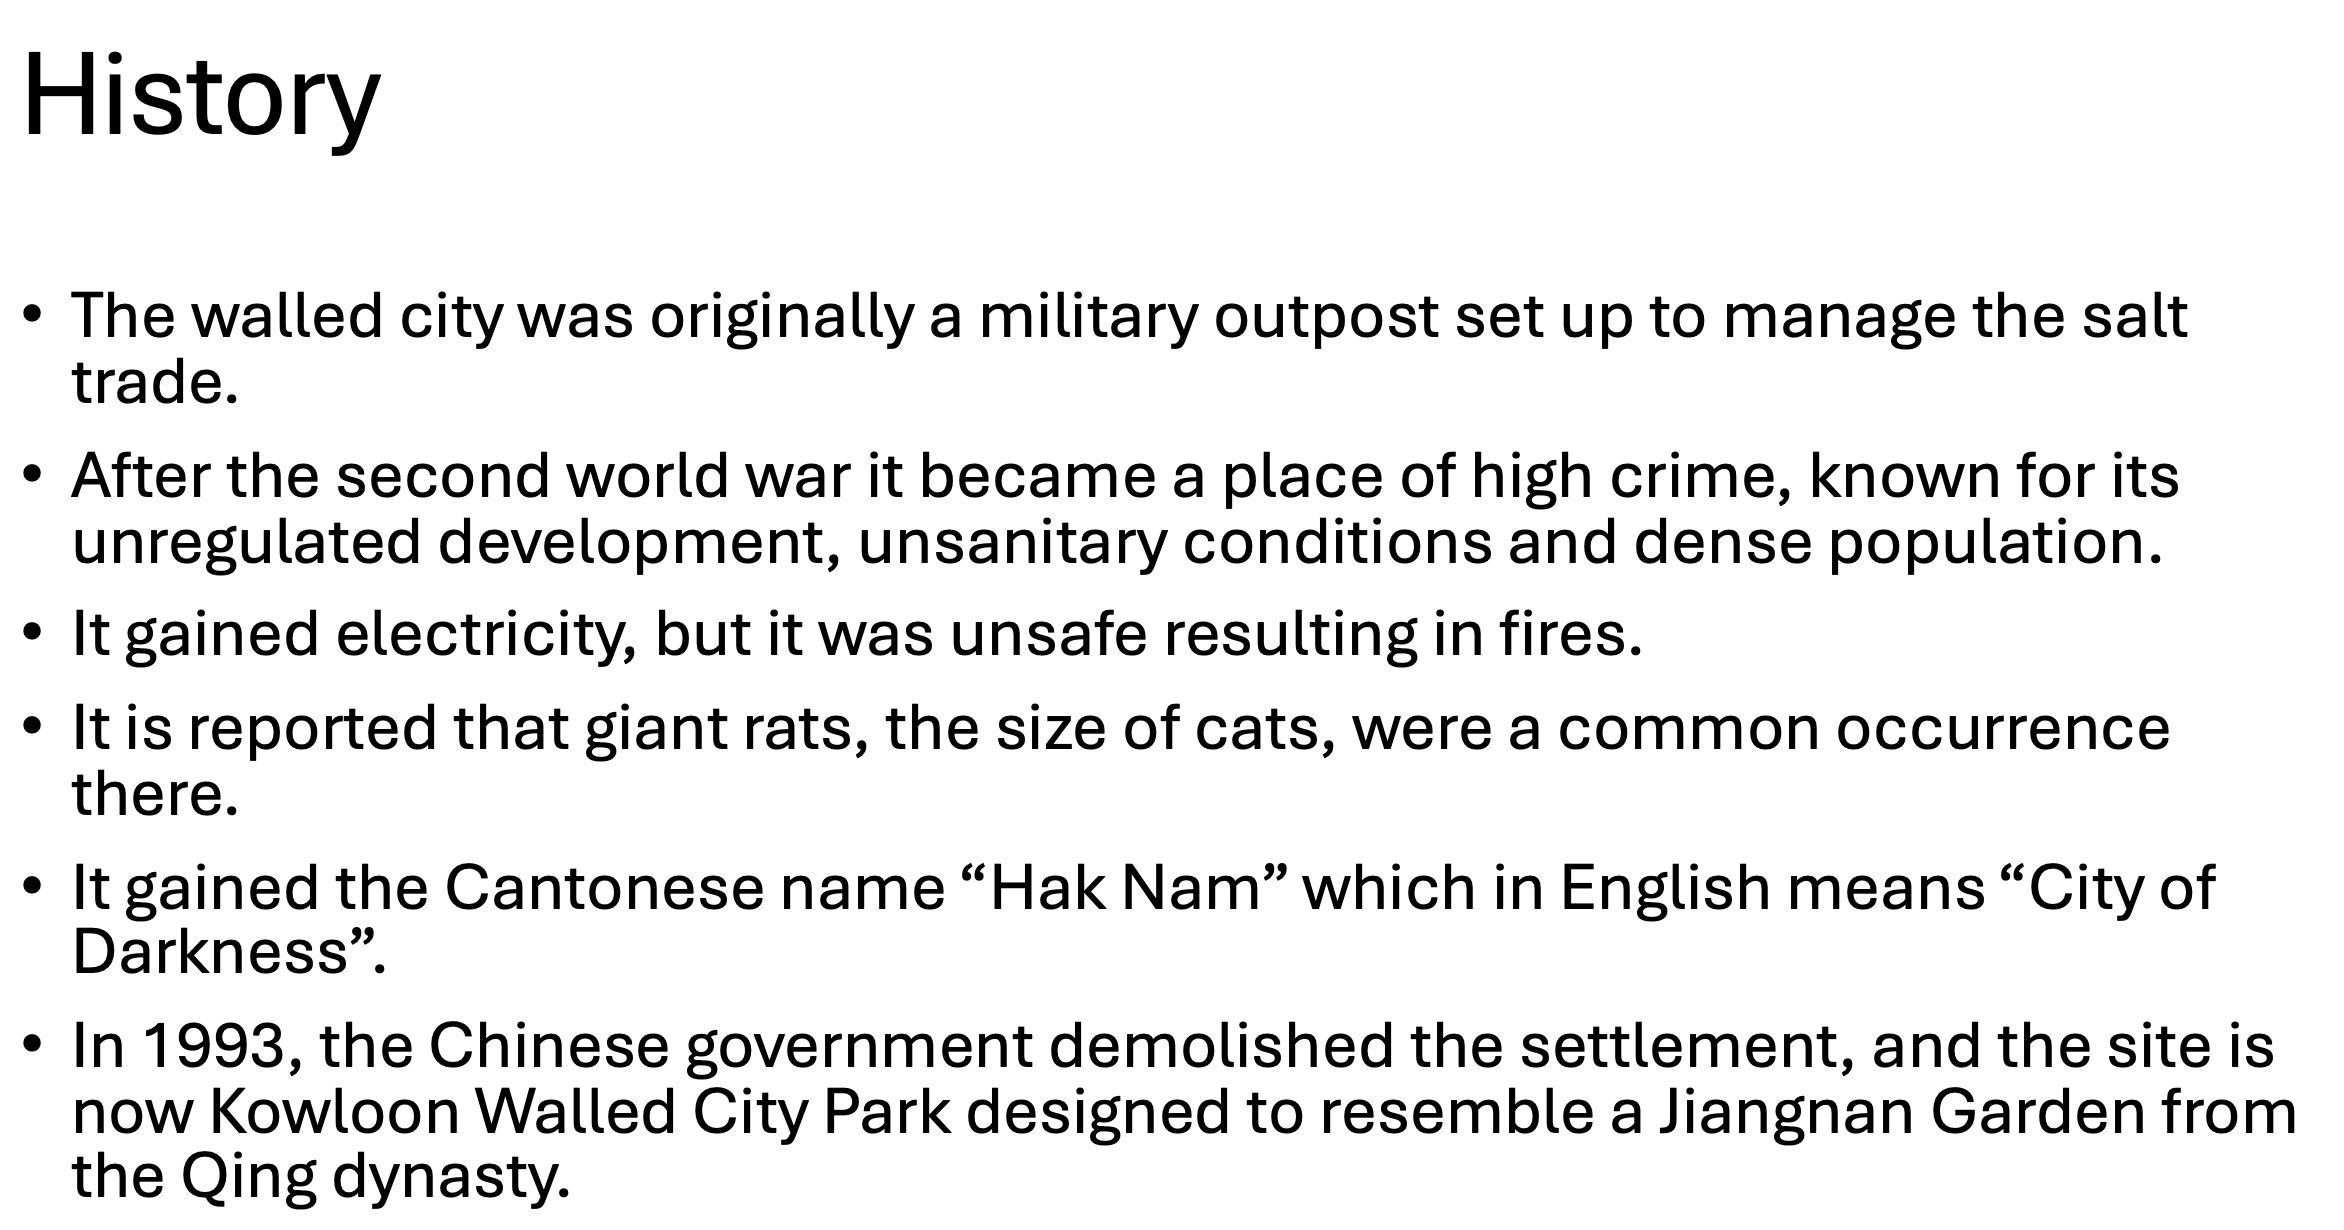 History
• The walled city was originally a military outpost set up to manage the salt
trade.
• After the second world war it became a place of high crime, known for its
unregulated development, unsanitary conditions and dense population.
• It gained electricity, but it was unsafe resulting in fires.
• It is reported that giant rats, the size of cats, were a common occurrence
there.
• It gained the Cantonese name “Hak Nam” which in English means “City of
Darkness”.
• In 1993, the Chinese government demolished the settlement, and the site is
now Kowloon Walled City Park designed to resemble a Jiangnan Garden from
the Qing dynasty.